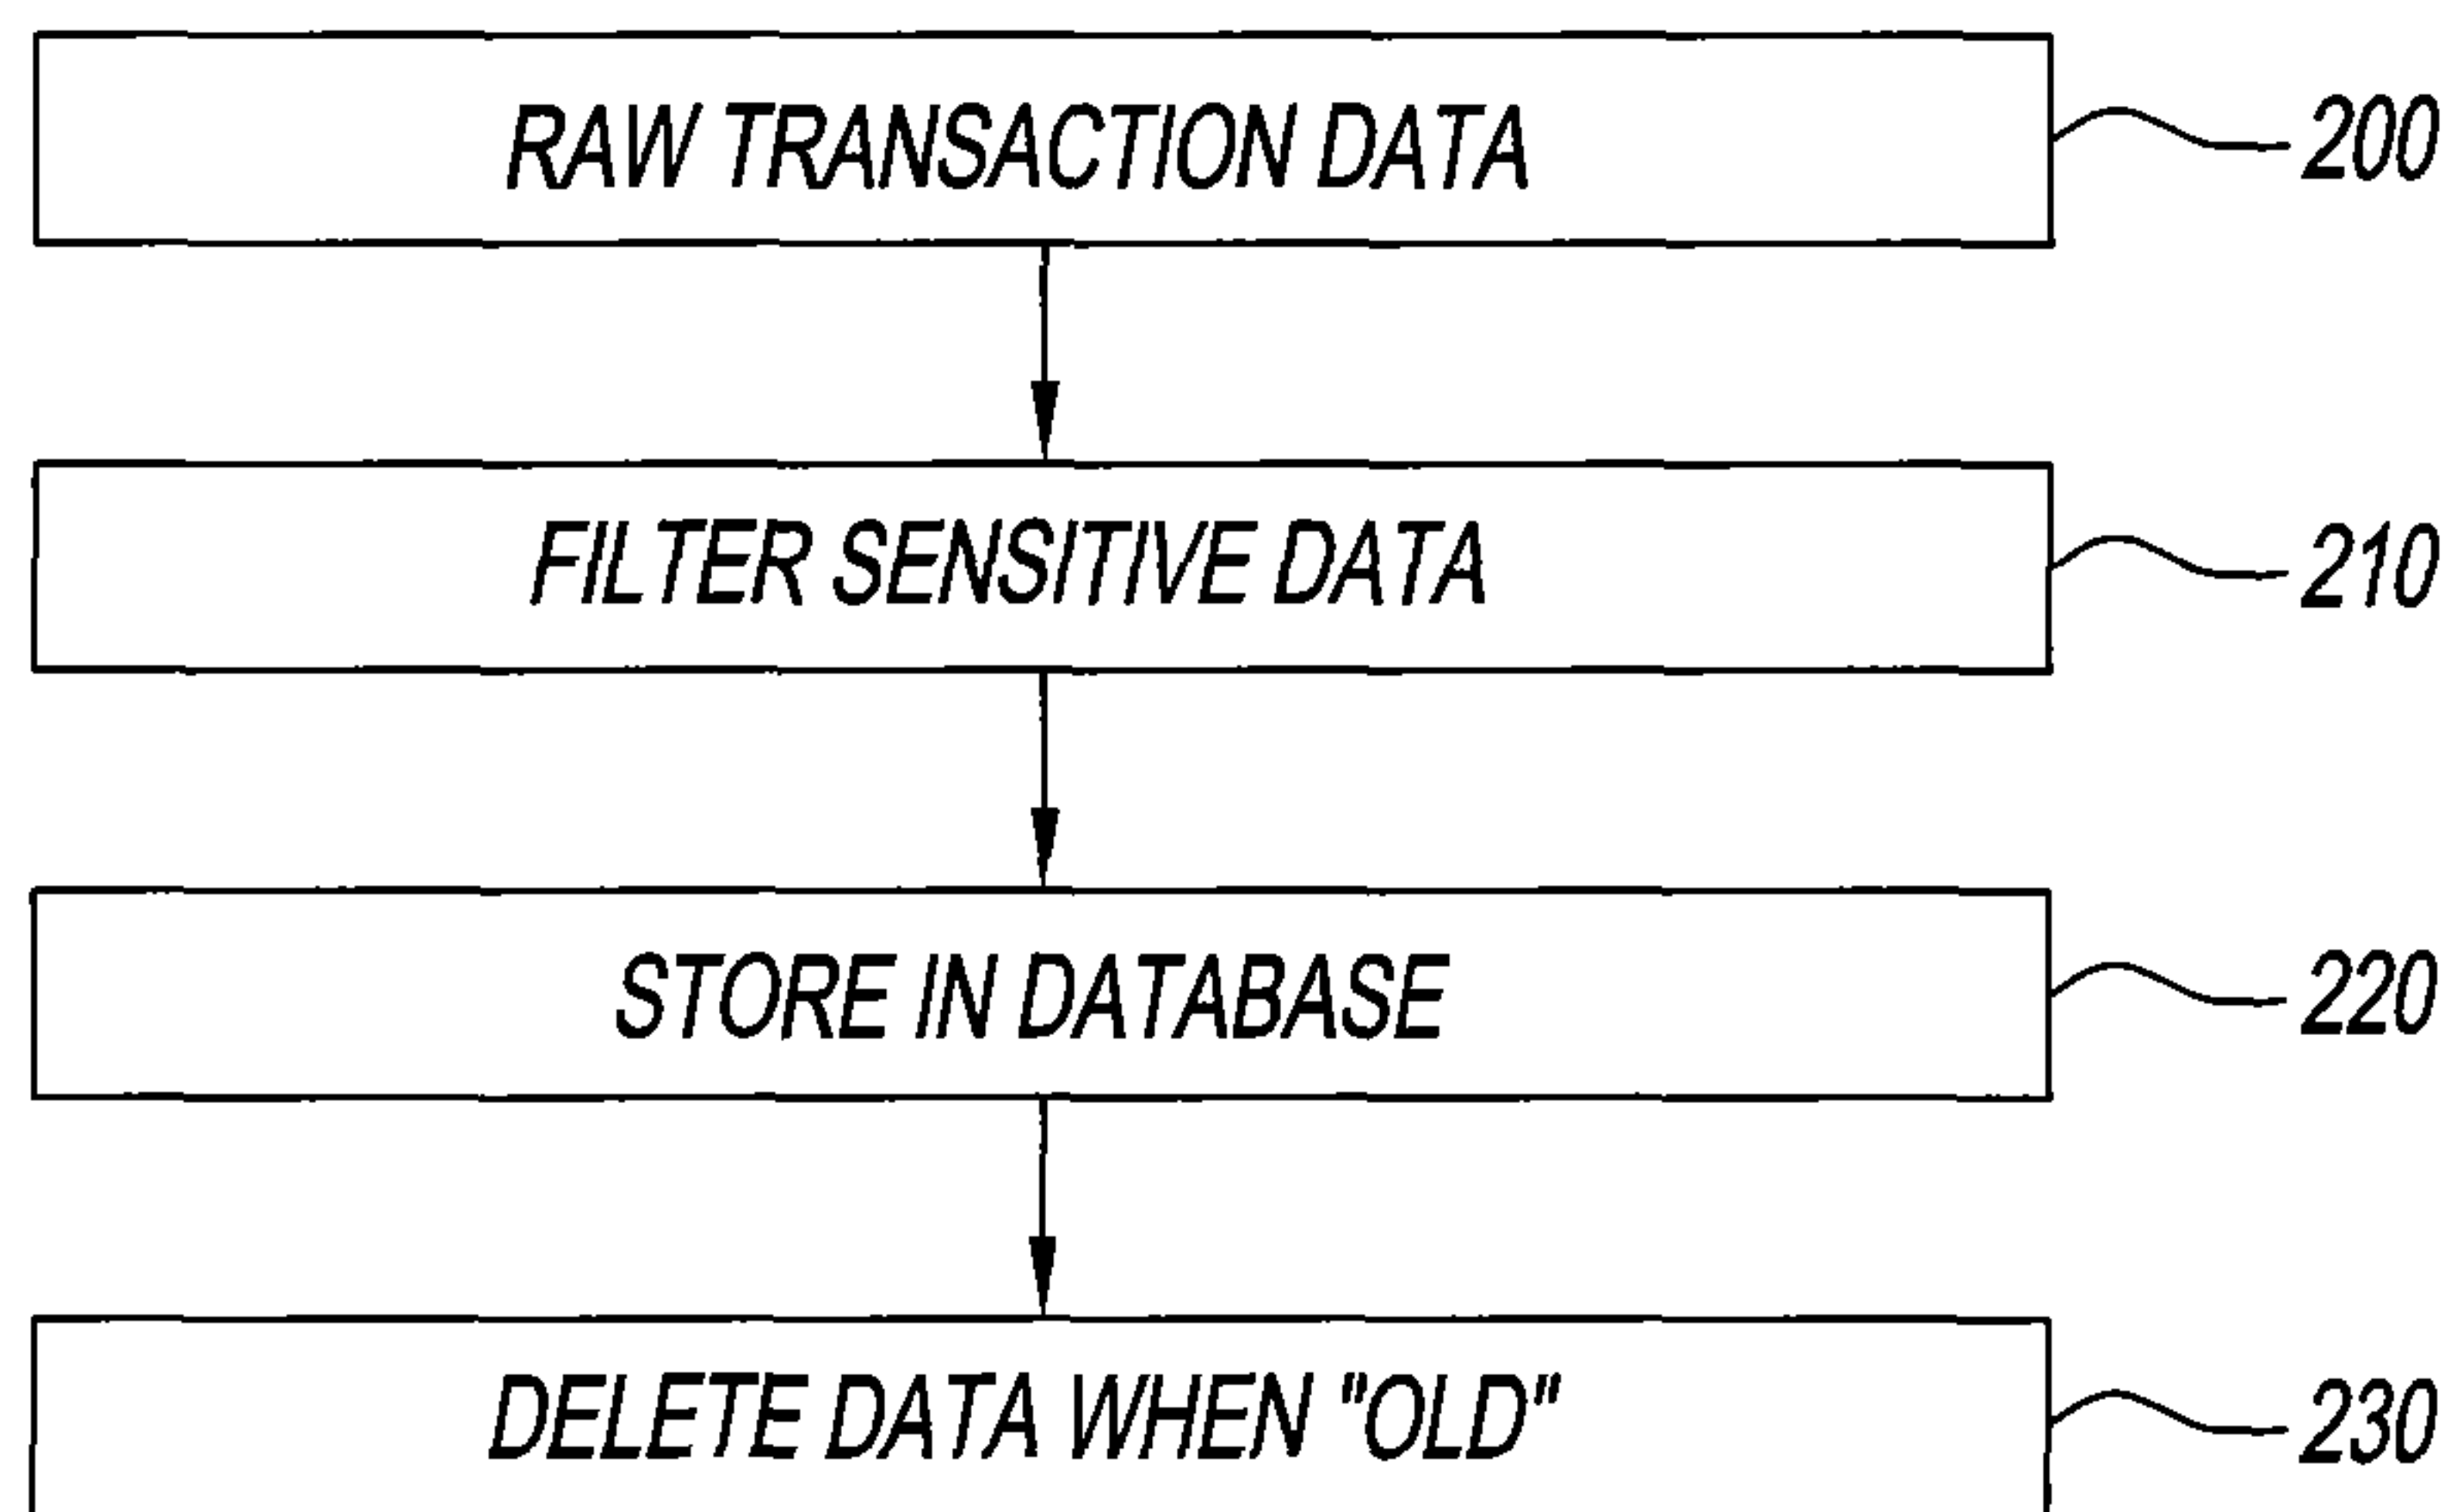 RAW TRANSACTION DATA 200
FILTER SENSITIVE DATA 210
STORE IN DATABASE 220
DELETE DATA WHEN "OLD" 230